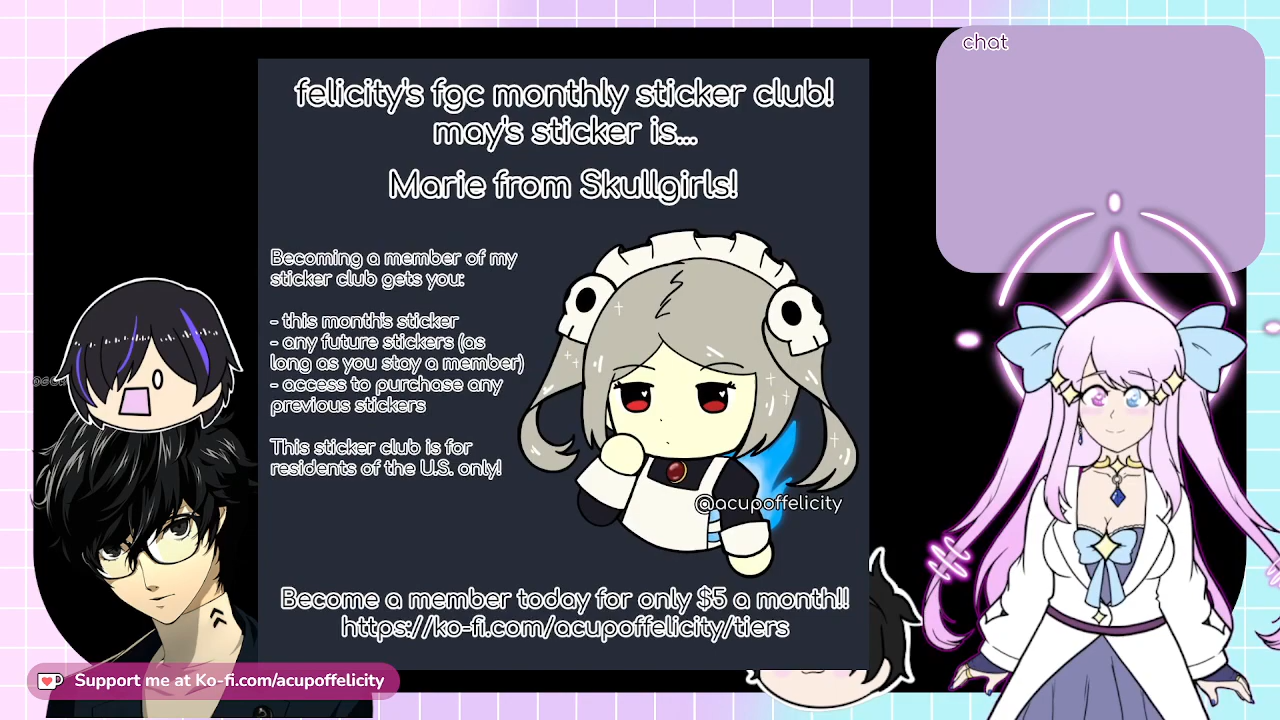 chat
felicity's fgc monthly sticker club!
may's sticker is...
Marie from Skullgirls!
Becoming a member of my
sticker club gets you:
- this month's sticker
- any future stickers (as
long as you stay a member)
- access to purchase any
previous stickers
This sticker club is for
residents of the U.S. only!
@acupoffelicity
Become a member today for only $5 a month!!
https://ko-fi.com/acupoffelicity/tiers
Support me at Ko-fi.com/acupoffelicity